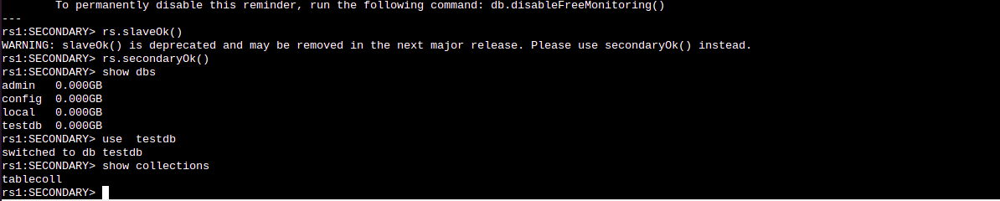 To permanently disable this reminder, run the following command: db.disableFreeMonitoring()
---
rs1:SECONDARY> rs.slaveOk()
WARNING: slaveOk() is deprecated and may be removed in the next major release. Please use secondaryOk() instead.
rs1:SECONDARY> rs.secondaryOk()
rs1:SECONDARY> show dbs
admin   0.000GB
config  0.000GB
local   0.000GB
testdb  0.000GB
rs1:SECONDARY> use  testdb
switched to db testdb
rs1:SECONDARY> show collections
tablecoll
rs1:SECONDARY>